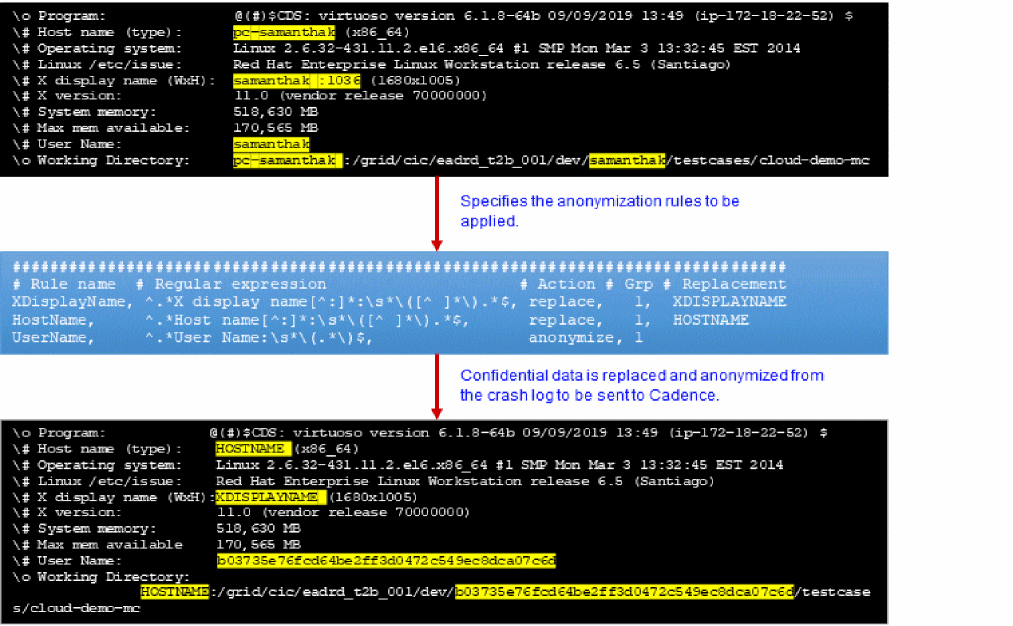 \o Program: @(#)$CDS: virtuoso version 6.1.8-64b 09/09/2019 13:49 (ip-172-18-22-52) $
\# Host name (type): pc-samanthak (x86_64)
\# Operating system: Linux 2.6.32-431.11.2.el6.x86_64 #1 SMP Mon Mar 3 13:32:45 EST 2014
\# Linux /etc/issue: Red Hat Enterprise Linux Workstation release 6.5 (Santiago)
\# X display name (WxH): samanthak :1036 (1680x1005)
\# X version: 11.0 (vendor release 70000000)
\# System memory: 518,630 MB
\# Max mem available: 170,565 MB
\# User Name: samanthak
\o Working Directory: pc-samanthak :/grid/cic/eadrd_t2b_001/dev/samanthak/testcases/cloud-demo-mc
Specifies the anonymization rules to be
applied.
####################################################################################
# Rule name # Regular expression # Action # Grp # Replacement
XDisplayName, ^.*X display name[^:]*:\s*\([^ ]*\).*$, replace, 1, XDISPLAYNAME
HostName, ^.*Host name[^:]*:\s*\([^ ]*\).*$, replace, 1, HOSTNAME
UserName, ^.*User Name:\s*\(.*\)$, anonymize, 1
Confidential data is replaced and anonymized from
the crash log to be sent to Cadence.
\o Program: @(#)$CDS: virtuoso version 6.1.8-64b 09/09/2019 13:49 (ip-172-18-22-52) $
\# Host name (type): HOSTNAME (x86_64)
\# Operating system: Linux 2.6.32-431.11.2.el6.x86_64 #1 SMP Mon Mar 3 13:32:45 EST 2014
\# Linux /etc/issue: Red Hat Enterprise Linux Workstation release 6.5 (Santiago)
\# X display name (WxH):XDISPLAYNAME (1680x1005)
\# X version: 11.0 (vendor release 70000000)
\# System memory: 518,630 MB
\# Max mem available 170,565 MB
\# User Name: b03735e76fcd64be2ff3d0472c549ec8dca07c6d
\o Working Directory:
HOSTNAME:/grid/cic/eadrd_t2b_001/dev/b03735e76fcd64be2ff3d0472c549ec8dca07c6d/testcase
s/cloud-demo-mc